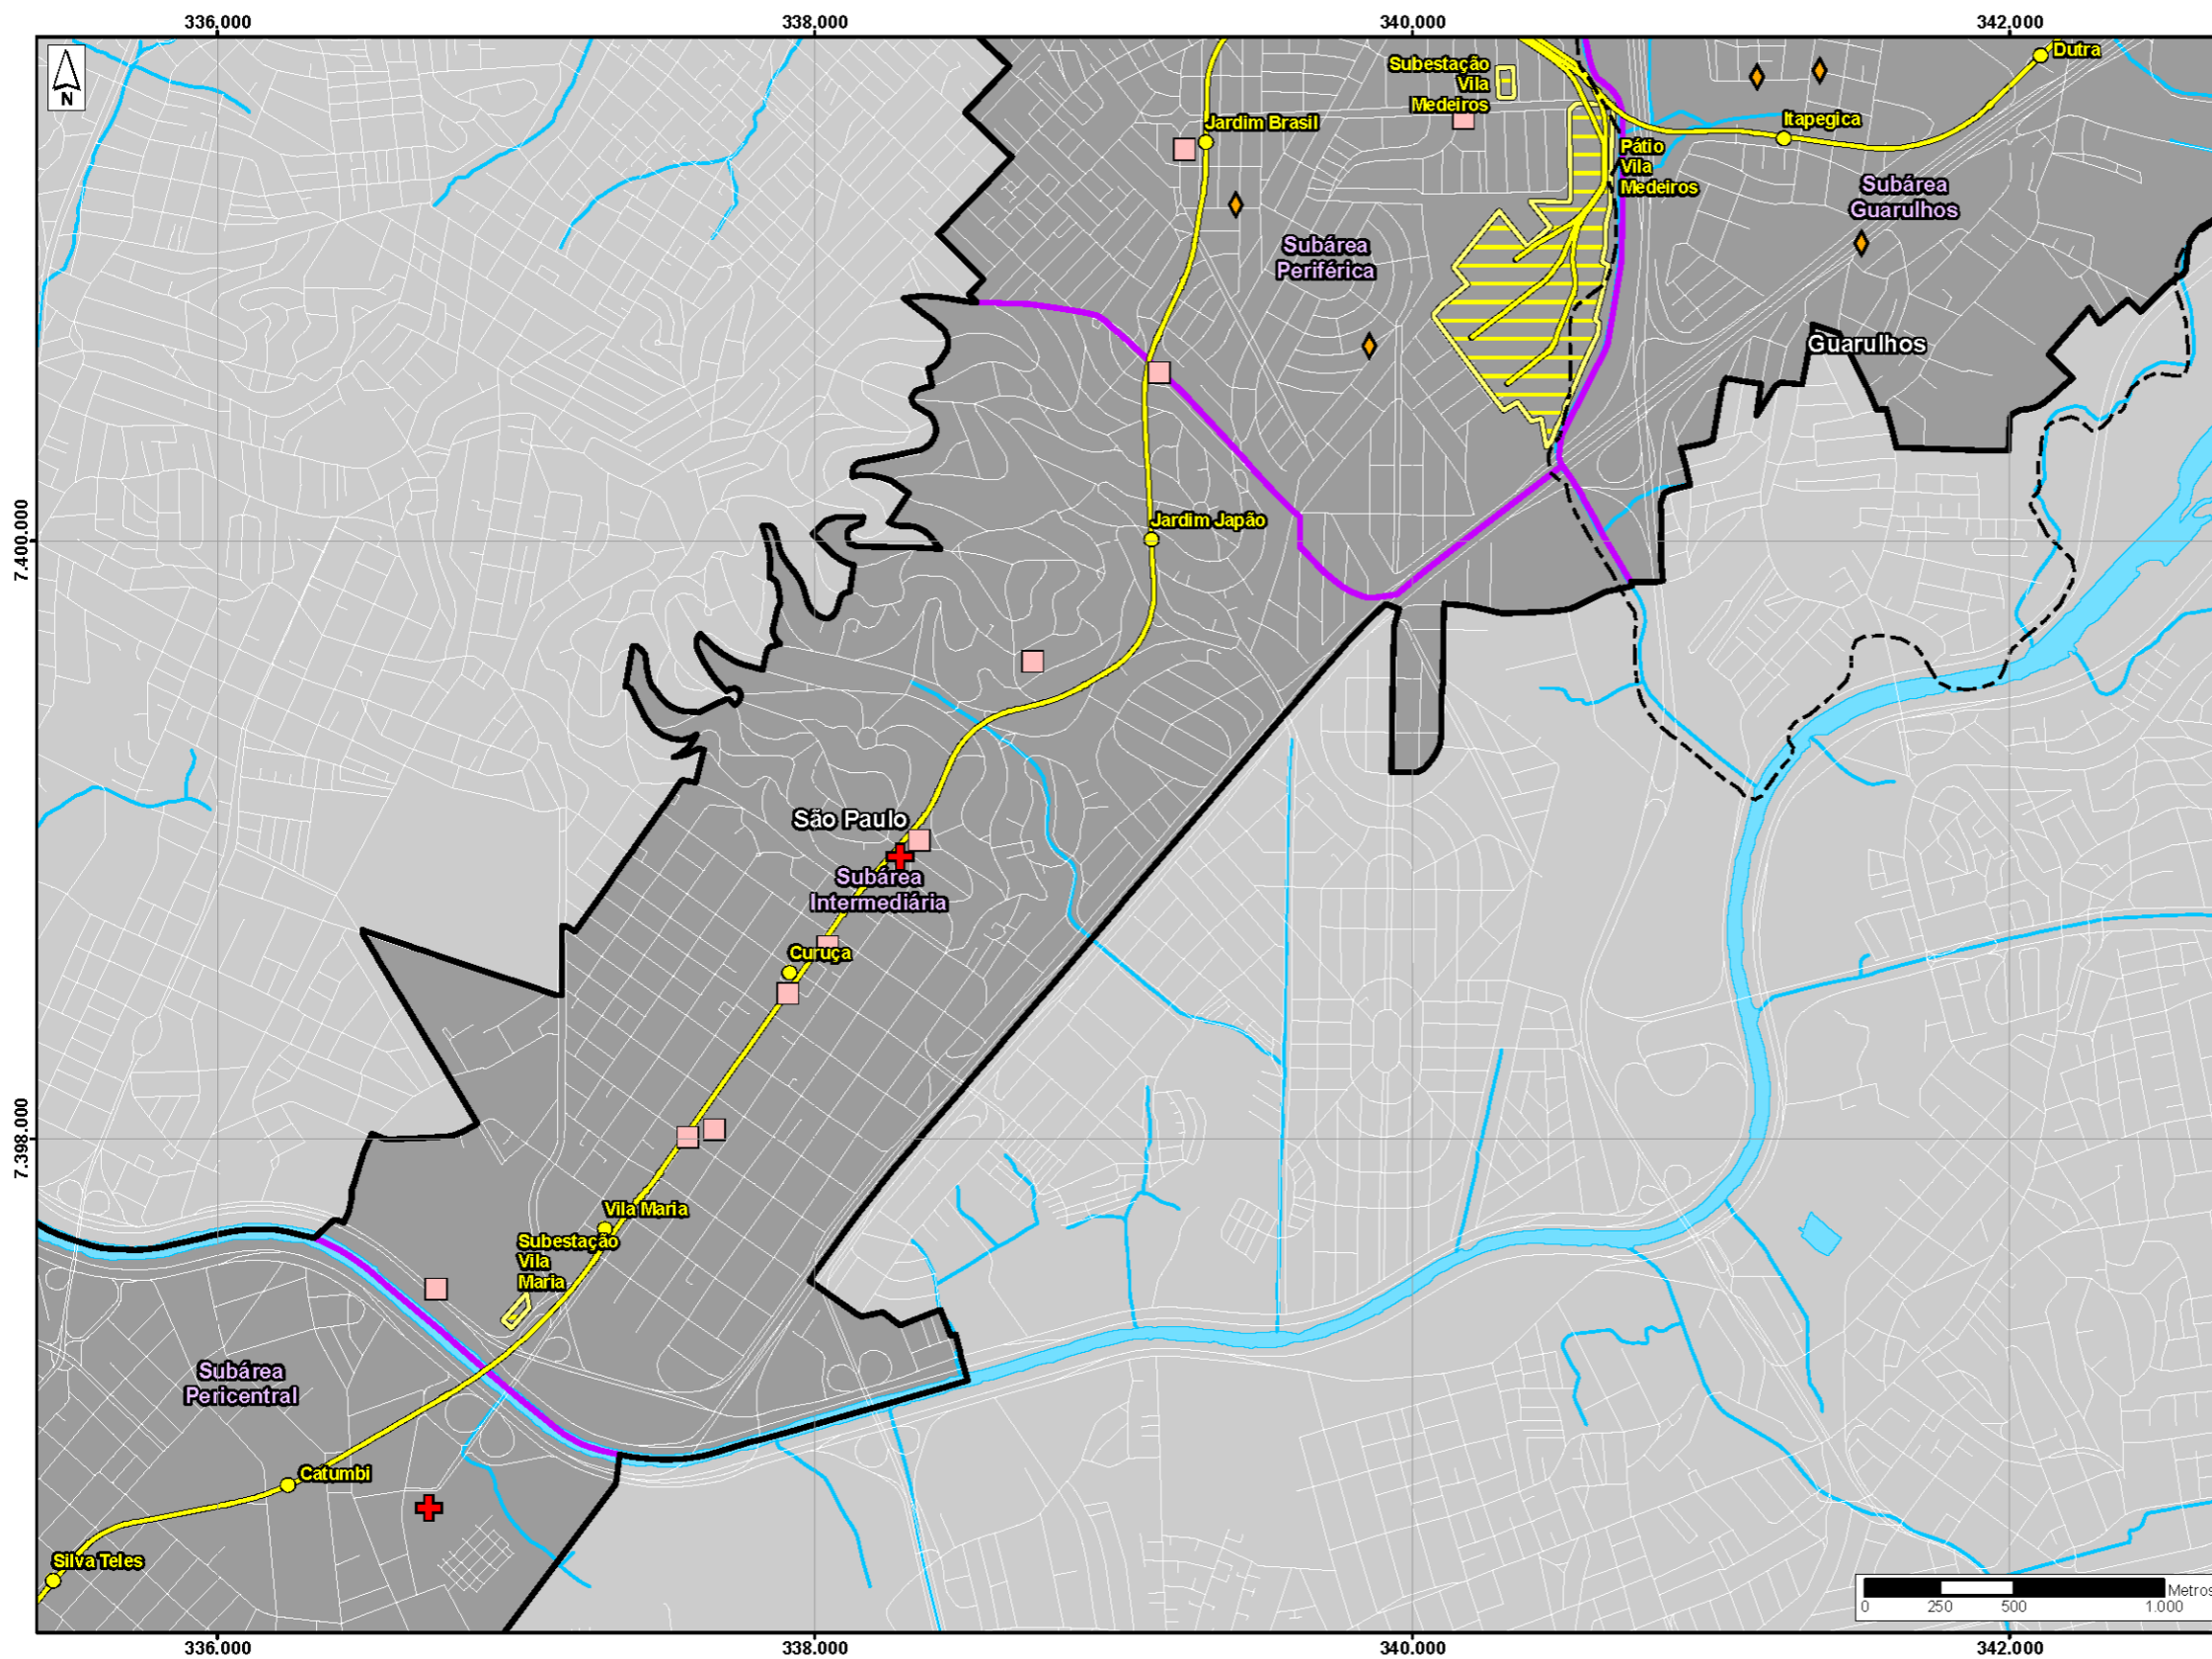 336.000
338.000
340.000
342.000
N
Dutra
Subestação
Vila
Medeiros
Jardim Brasil
Itapegica
Pátio
Vila
Medeiros
Subárea
Guarulhos
Subárea
Periférica
Guarulhos
7.400.000
Jardim Japão
São Paulo
Subárea
Intermediária
Curuça
7.398.000
Vila Maria
Subestação
Vila
Maria
Subárea
Pericentral
Catumbi
Silva Teles
Metros
0 250 500 1.000
336.000
338.000
340.000
342.000